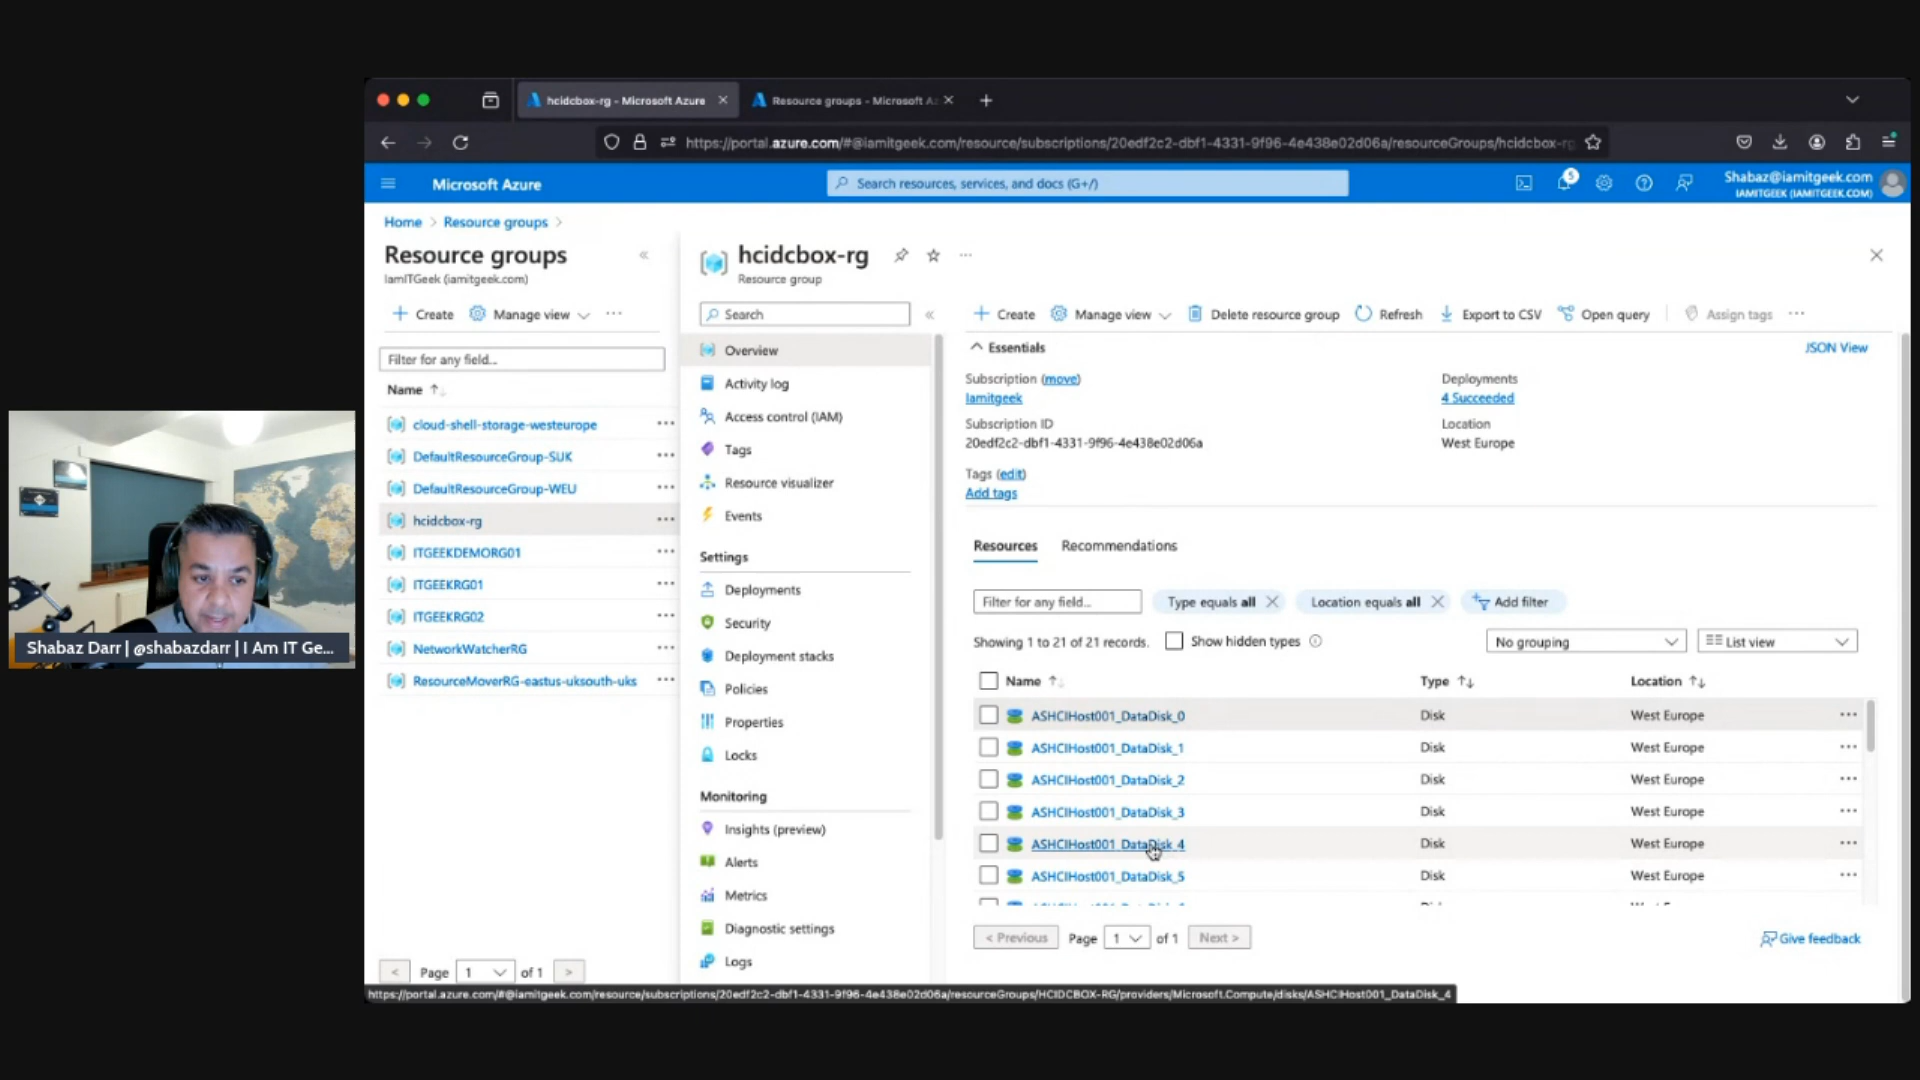 hcidcbox-rg - Microsoft Azure
Resource groups - Microsoft Az
https://portal.azure.com/#@iamitgeek.com/resource/subscriptions/20edf2c2-dbf1-4331-9f96-4e438e02d06a/resourceGroups/hcidcbox-rg
Microsoft Azure
Search resources, services, and docs (G+/)
5
Shabaz@iamitgeek.com
IAMITGEEK (IAMITGEEK.COM)
Home > Resource groups >
Resource groups
IamITGeek (iamitgeek.com)
+ Create
Manage view
Filter for any field...
Name
cloud-shell-storage-westeurope
DefaultResourceGroup-SUK
DefaultResourceGroup-WEU
hcidcbox-rg
ITGEEKDEMORG01
ITGEEKRG01
ITGEEKRG02
NetworkWatcherRG
ResourceMoverRG-eastus-uksouth-uks
< Page 1 of 1 >
hcidcbox-rg
Resource group
Search
Overview
Activity log
Access control (IAM)
Tags
Resource visualizer
Events
Settings
Deployments
Security
Deployment stacks
Policies
Properties
Locks
Monitoring
Insights (preview)
Alerts
Metrics
Diagnostic settings
Logs
+ Create
Manage view
Delete resource group
Refresh
Export to CSV
Open query
Assign tags
Essentials
JSON View
Subscription (move)
Iamitgeek
Subscription ID
20edf2c2-dbf1-4331-9f96-4e438e02d06a
Tags (edit)
Add tags
Deployments
4 Succeeded
Location
West Europe
Resources
Recommendations
Filter for any field...
Type equals all
Location equals all
Add filter
Showing 1 to 21 of 21 records.
Show hidden types
No grouping
List view
Name Type Location
ASHCIHost001_DataDisk_0 Disk West Europe
ASHCIHost001_DataDisk_1 Disk West Europe
ASHCIHost001_DataDisk_2 Disk West Europe
ASHCIHost001_DataDisk_3 Disk West Europe
ASHCIHost001_DataDisk_4 Disk West Europe
ASHCIHost001_DataDisk_5 Disk West Europe
< Previous Page 1 of 1 Next >
Give feedback
https://portal.azure.com/#@iamitgeek.com/resource/subscriptions/20edf2c2-dbf1-4331-9f96-4e438e02d06a/resourceGroups/HCIDCBOX-RG/providers/Microsoft.Compute/disks/ASHCIHost001_DataDisk_4
Shabaz Darr | @shabazdarr | I Am IT Ge...